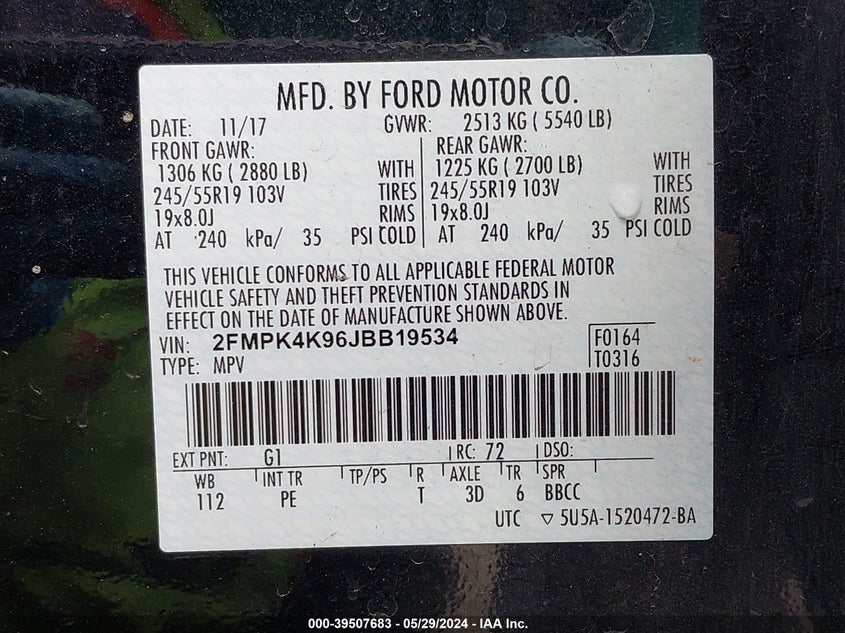 MFD. BY FORD MOTOR CO.
DATE: 11/17 GVWR: 2513 KG ( 5540 LB)
FRONT GAWR: REAR GAWR:
1306 KG ( 2880 LB) WITH 1225 KG ( 2700 LB) WITH
245/55R19 103V TIRES 245/55R19 103V TIRES
19x8.0J RIMS 19x8.0J RIMS
AT 240 kPa/ 35 PSI COLD AT 240 kPa/ 35 PSI COLD
THIS VEHICLE CONFORMS TO ALL APPLICABLE FEDERAL MOTOR
VEHICLE SAFETY AND THEFT PREVENTION STANDARDS IN
EFFECT ON THE DATE OF MANUFACTURE SHOWN ABOVE.
VIN: 2FMPK4K96JBB19534 F0164
TYPE: MPV T0316
EXT PNT: G1 RC: 72 DSO:
WB INT TR TP/PS R AXLE TR SPR
112 PE T 3D 6 BBCC
UTC ▽ 5U5A-1520472-BA
000-39507683 - 05/29/2024 - IAA Inc.